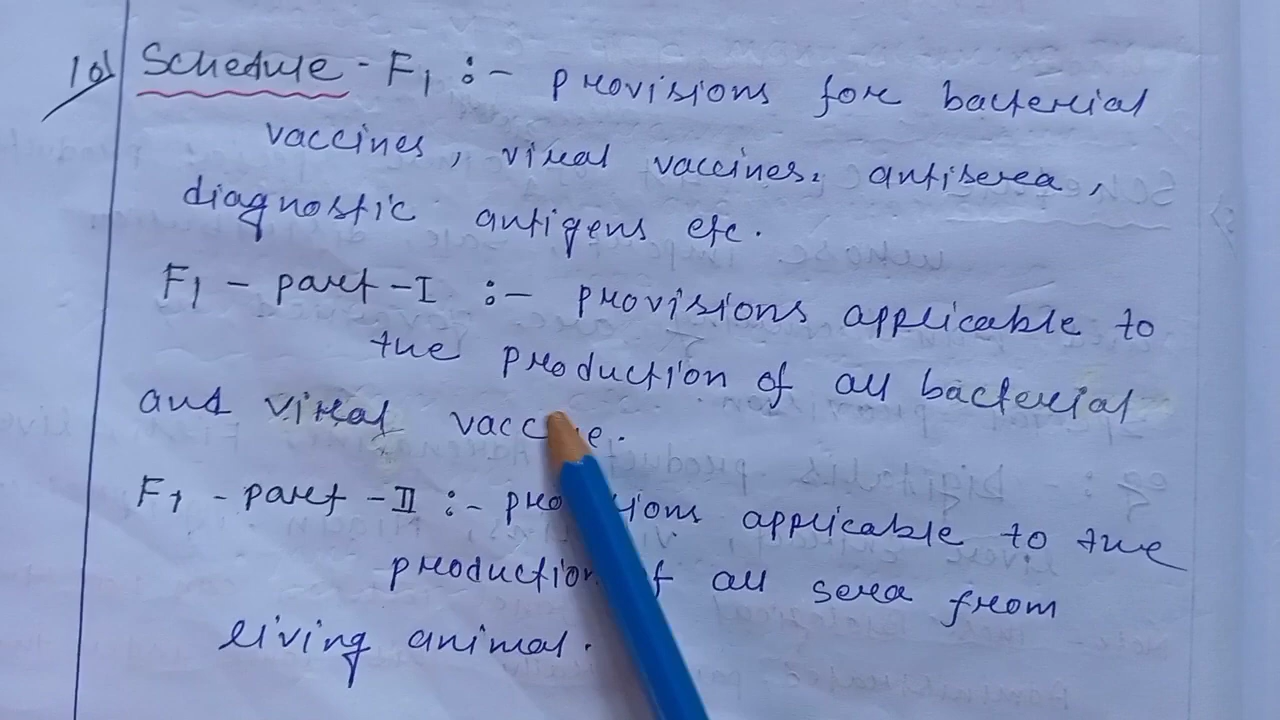 10) Schedule - F1 :- provisions for bacterial
vaccines, viral vaccines, antisera,
diagnostic antigens etc.
F1 - part - I :- provisions applicable to
the production of all bacterial
and viral
F1 - part - II :- applicable to the
production of all sera from
living animal.